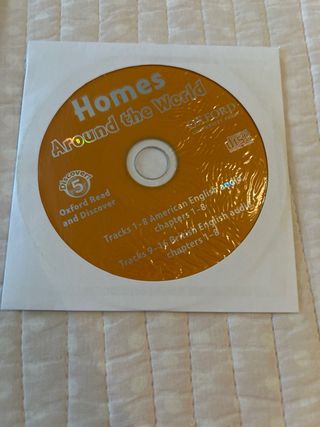 Homes
Around the World
OXFORD
Discover!
5
Oxford Read
and Discover
Tracks 1–8 American English audio
chapters 1–8
Tracks 9–16 British English audio
chapters 1–8